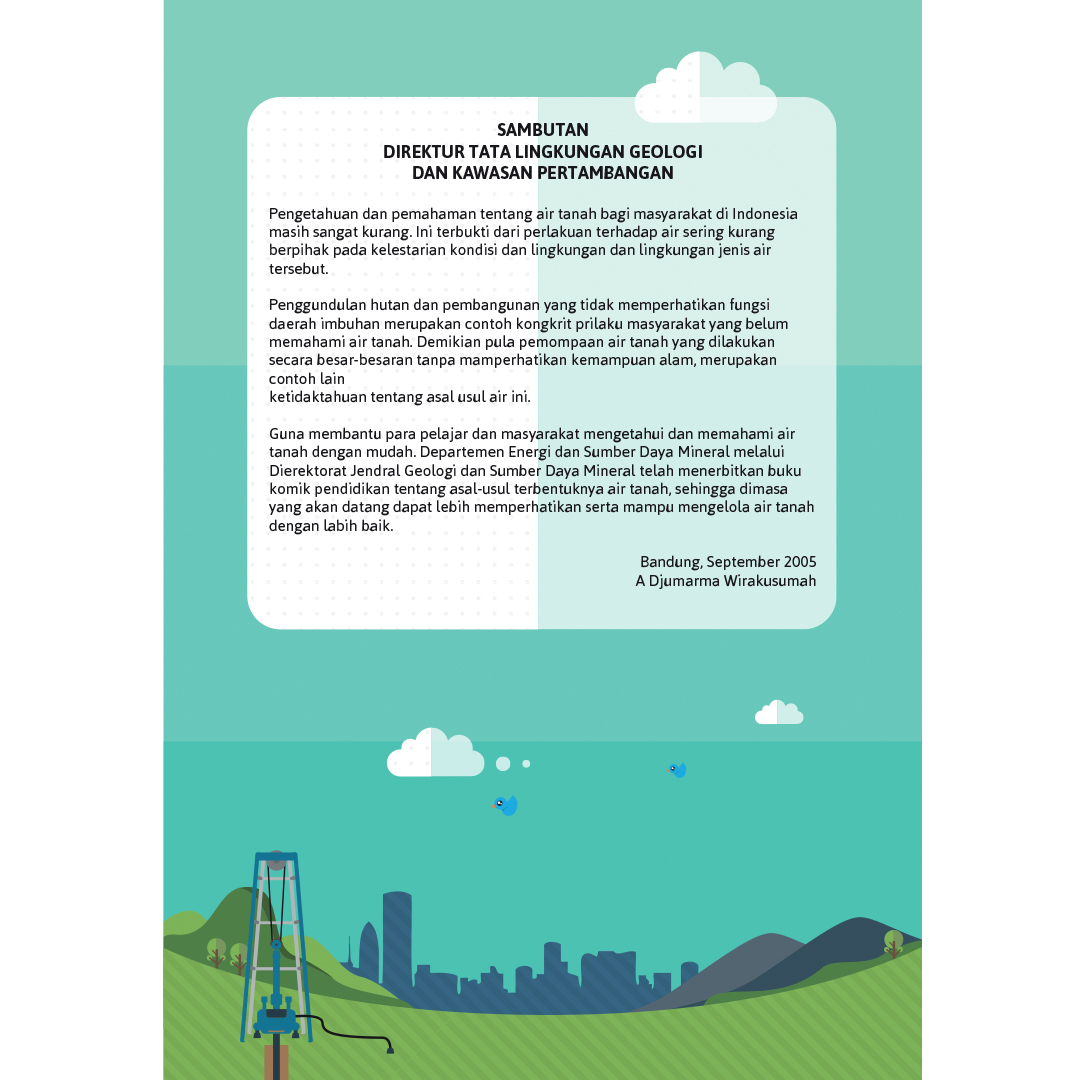 SAMBUTAN
DIREKTUR TATA LINGKUNGAN GEOLOGI
DAN KAWASAN PERTAMBANGAN
Pengetahuan dan pemahaman tentang air tanah bagi masyarakat di Indonesia
masih sangat kurang. Ini terbukti dari perlakuan terhadap air sering kurang
berpihak pada kelestarian kondisi dan lingkungan dan lingkungan jenis air
tersebut.
Penggundulan hutan dan pembangunan yang tidak memperhatikan fungsi
daerah imbuhan merupakan contoh kongkrit prilaku masyarakat yang belum
memahami air tanah. Demikian pula pemompaan air tanah yang dilakukan
secara besar-besaran tanpa mamperhatikan kemampuan alam, merupakan
contoh lain
ketidaktahuan tentang asal usul air ini.
Guna membantu para pelajar dan masyarakat mengetahui dan memahami air
tanah dengan mudah. Departemen Energi dan Sumber Daya Mineral melalui
Dierektorat Jendral Geologi dan Sumber Daya Mineral telah menerbitkan buku
komik pendidikan tentang asal-usul terbentuknya air tanah, sehingga dimasa
yang akan datang dapat lebih memperhatikan serta mampu mengelola air tanah
dengan labih baik.
Bandung, September 2005
A Djumarma Wirakusumah